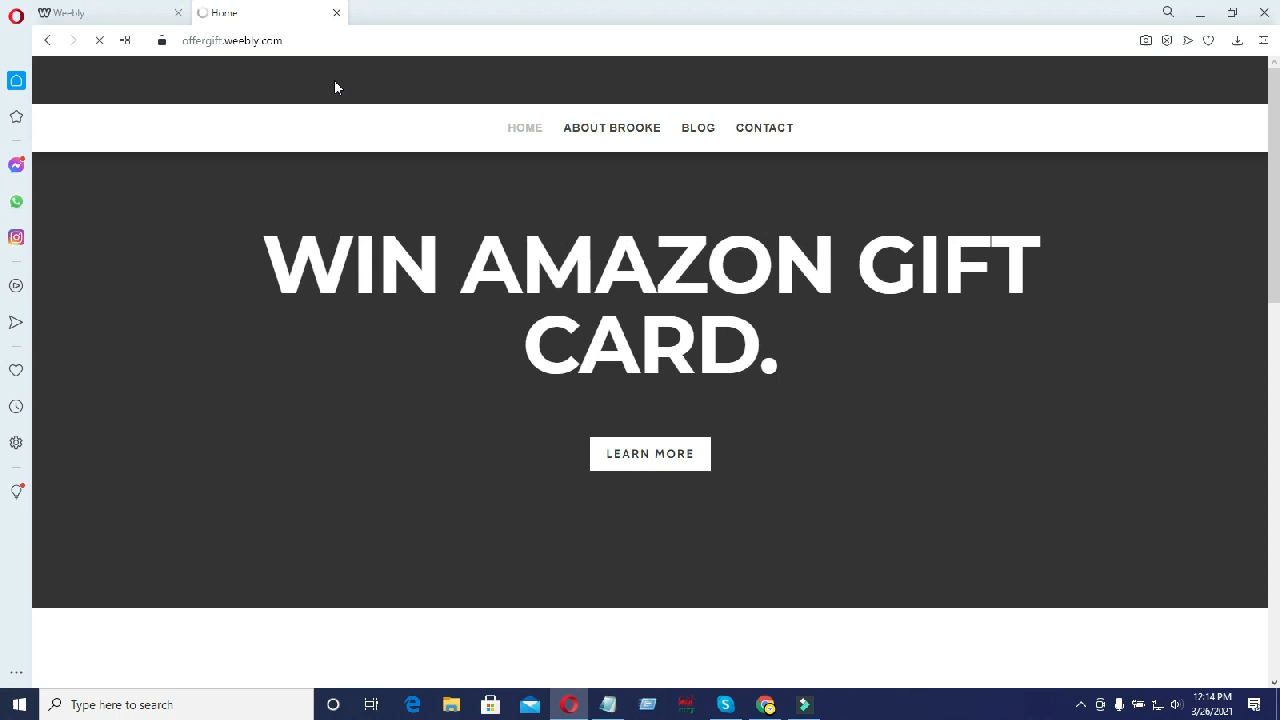 Weebly
Home
offergift.weebly.com
HOME ABOUT BROOKE BLOG CONTACT
WIN AMAZON GIFT
CARD.
LEARN MORE
Type here to search
12:14 PM
3/26/2021